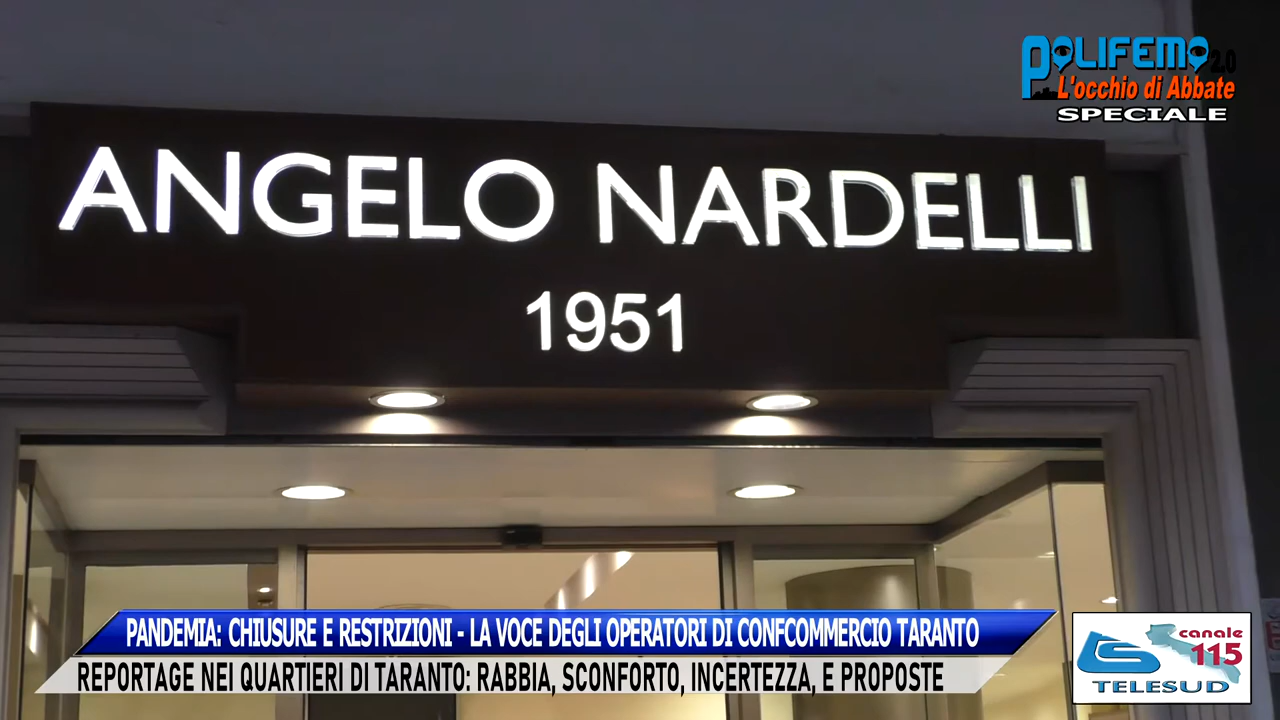 POLIFEMO 2.0
L'occhio di Abbate
SPECIALE
ANGELO NARDELLI
1951
PANDEMIA: CHIUSURE E RESTRIZIONI - LA VOCE DEGLI OPERATORI DI CONFCOMMERCIO TARANTO
REPORTAGE NEI QUARTIERI DI TARANTO: RABBIA, SCONFORTO, INCERTEZZA, E PROPOSTE
canale
115
TELESUD